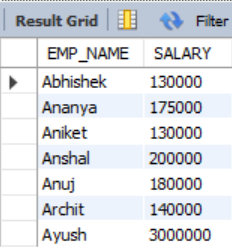 Result Grid Filter
EMP_NAME SALARY
Abhishek 130000
Ananya 175000
Aniket 130000
Anshal 200000
Anuj 180000
Archit 140000
Ayush 3000000